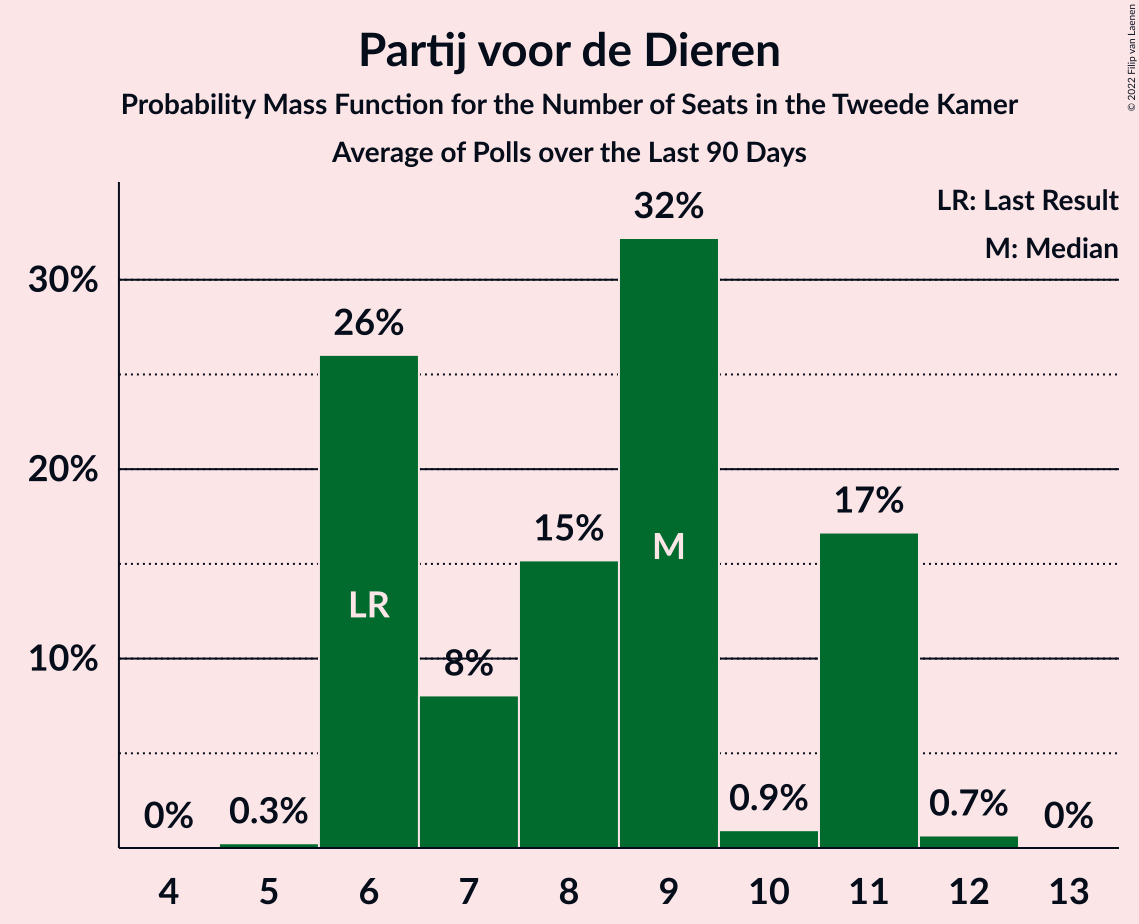 Partij voor de Dieren
Probability Mass Function for the Number of Seats in the Tweede Kamer
Average of Polls over the Last 90 Days
© 2022 Filip van Laenen
LR: Last Result
M: Median
30%
20%
10%
0%
0.3%
26%
8%
15%
32%
0.9%
17%
0.7%
0%
LR
M
4 5 6 7 8 9 10 11 12 13